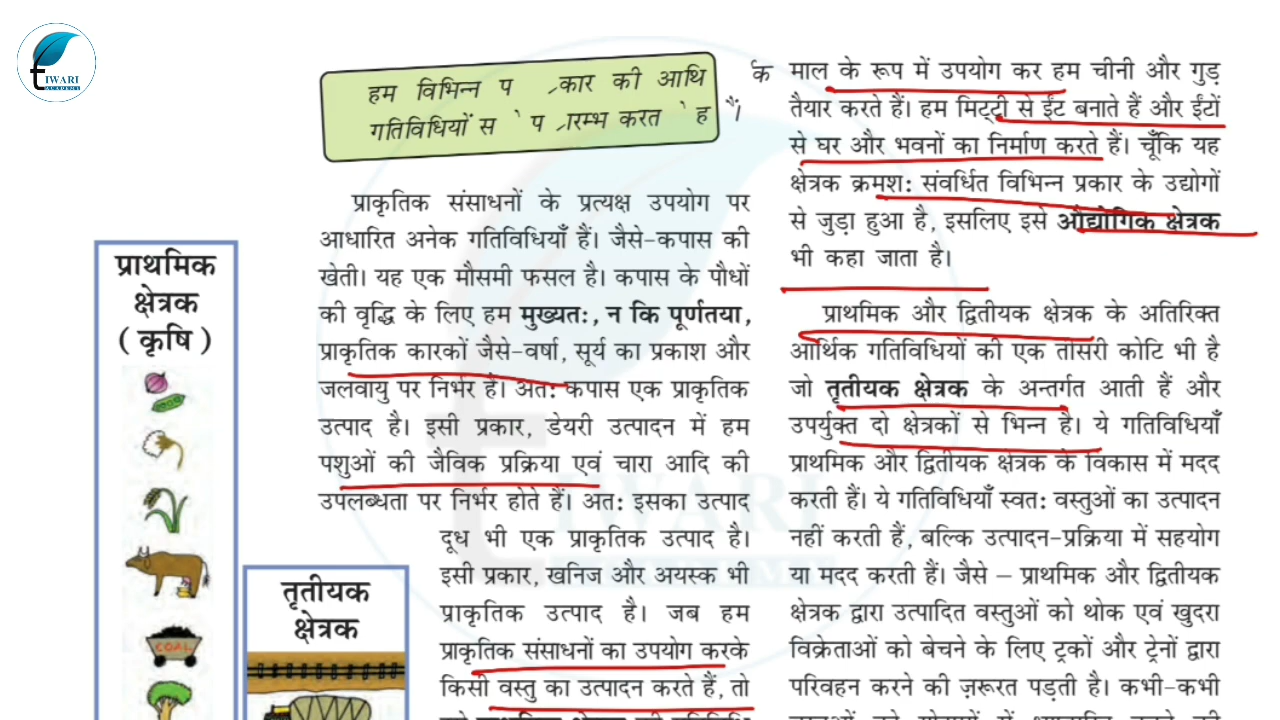 TIWARI
ACADEMY
हम विभिन्न प्रकार की आर्थिक
गतिविधियों से प्रारम्भ करते हैं।
प्राकृतिक संसाधनों के प्रत्यक्ष उपयोग पर
आधारित अनेक गतिविधियाँ हैं। जैसे–कपास की
खेती। यह एक मौसमी फसल है। कपास के पौधों
की वृद्धि के लिए हम मुख्यतः, न कि पूर्णतया,
प्राकृतिक कारकों जैसे–वर्षा, सूर्य का प्रकाश और
जलवायु पर निर्भर हैं। अतः कपास एक प्राकृतिक
उत्पाद है। इसी प्रकार, डेयरी उत्पादन में हम
पशुओं की जैविक प्रक्रिया एवं चारा आदि की
उपलब्धता पर निर्भर होते हैं। अतः इसका उत्पाद
दूध भी एक प्राकृतिक उत्पाद है।
इसी प्रकार, खनिज और अयस्क भी
प्राकृतिक उत्पाद है। जब हम
प्राकृतिक संसाधनों का उपयोग करके
किसी वस्तु का उत्पादन करते हैं, तो
प्राथमिक
क्षेत्रक
( कृषि )
COAL
तृतीयक
क्षेत्रक
माल के रूप में उपयोग कर हम चीनी और गुड़
तैयार करते हैं। हम मिट्टी से ईंट बनाते हैं और ईंटों
से घर और भवनों का निर्माण करते हैं। चूँकि यह
क्षेत्रक क्रमशः संवर्धित विभिन्न प्रकार के उद्योगों
से जुड़ा हुआ है, इसलिए इसे औद्योगिक क्षेत्रक
भी कहा जाता है।
प्राथमिक और द्वितीयक क्षेत्रक के अतिरिक्त
आर्थिक गतिविधियों की एक तीसरी कोटि भी है
जो तृतीयक क्षेत्रक के अन्तर्गत आती हैं और
उपर्युक्त दो क्षेत्रकों से भिन्न है। ये गतिविधियाँ
प्राथमिक और द्वितीयक क्षेत्रक के विकास में मदद
करती हैं। ये गतिविधियाँ स्वतः वस्तुओं का उत्पादन
नहीं करती हैं, बल्कि उत्पादन-प्रक्रिया में सहयोग
या मदद करती हैं। जैसे – प्राथमिक और द्वितीयक
क्षेत्रक द्वारा उत्पादित वस्तुओं को थोक एवं खुदरा
विक्रेताओं को बेचने के लिए ट्रकों और ट्रेनों द्वारा
परिवहन करने की ज़रूरत पड़ती है। कभी-कभी